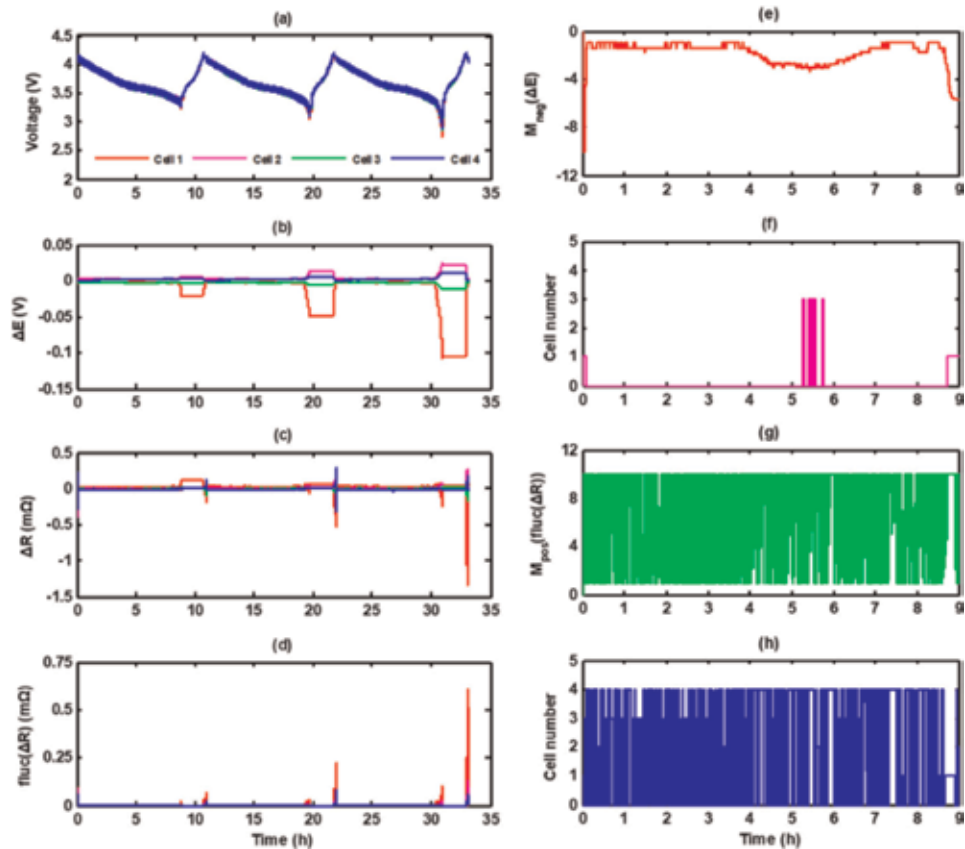 (a)
Voltage (V)
4.5
4
3.5
3
2.5
2
Cell 1 Cell 2 Cell 3 Cell 4
0 5 10 15 20 25 30 35
(b)
ΔE (V)
0.05
0
-0.05
-0.1
-0.15
0 5 10 15 20 25 30 35
(c)
ΔR (mΩ)
0.5
0
-0.5
-1
-1.5
0 5 10 15 20 25 30 35
(d)
fluc(ΔR) (mΩ)
0.75
0.5
0.25
0
0 5 10 15 20 25 30 35
Time (h)
(e)
Mneg(ΔE)
0
-4
-8
-12
0 1 2 3 4 5 6 7 8 9
(f)
Cell number
5
4
3
2
1
0
0 1 2 3 4 5 6 7 8 9
(g)
Mpos(fluc(ΔR))
12
8
4
0
0 1 2 3 4 5 6 7 8 9
(h)
Cell number
5
4
3
2
1
0
0 1 2 3 4 5 6 7 8 9
Time (h)